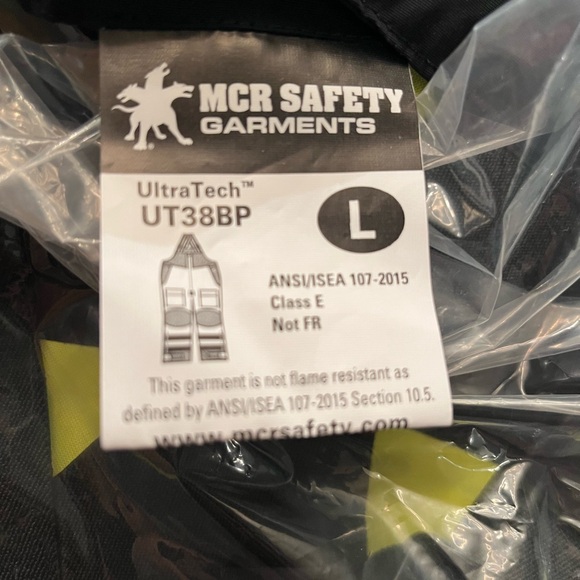 MCR SAFETY
GARMENTS
UltraTech™
UT38BP
L
ANSI/ISEA 107-2015
Class E
Not FR
This garment is not flame resistant as
defined by ANSI/ISEA 107-2015 Section 10.5.
www.mcrsafety.com